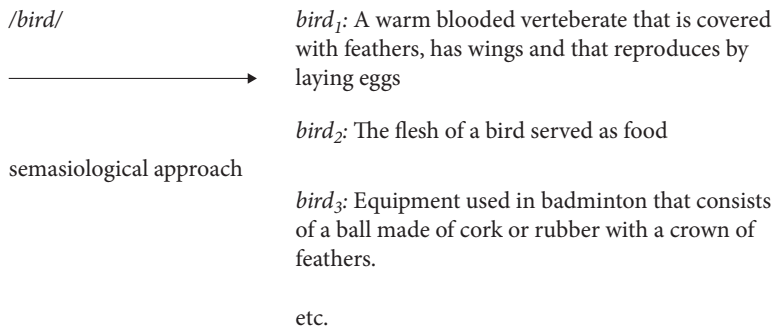 /bird/
bird₁: A warm blooded verteberate that is covered
with feathers, has wings and that reproduces by
laying eggs
bird₂: The flesh of a bird served as food
semasiological approach
bird₃: Equipment used in badminton that consists
of a ball made of cork or rubber with a crown of
feathers.
etc.